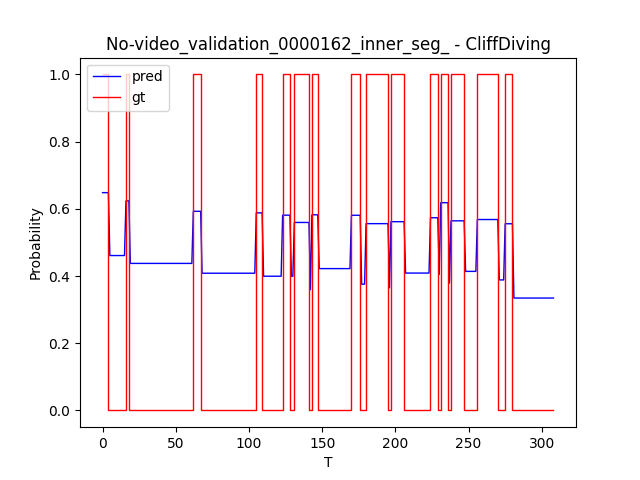 No-video_validation_0000162_inner_seg_ - CliffDiving
pred
gt
1.0
0.8
0.6
0.4
0.2
0.0
Probability
0 50 100 150 200 250 300
T